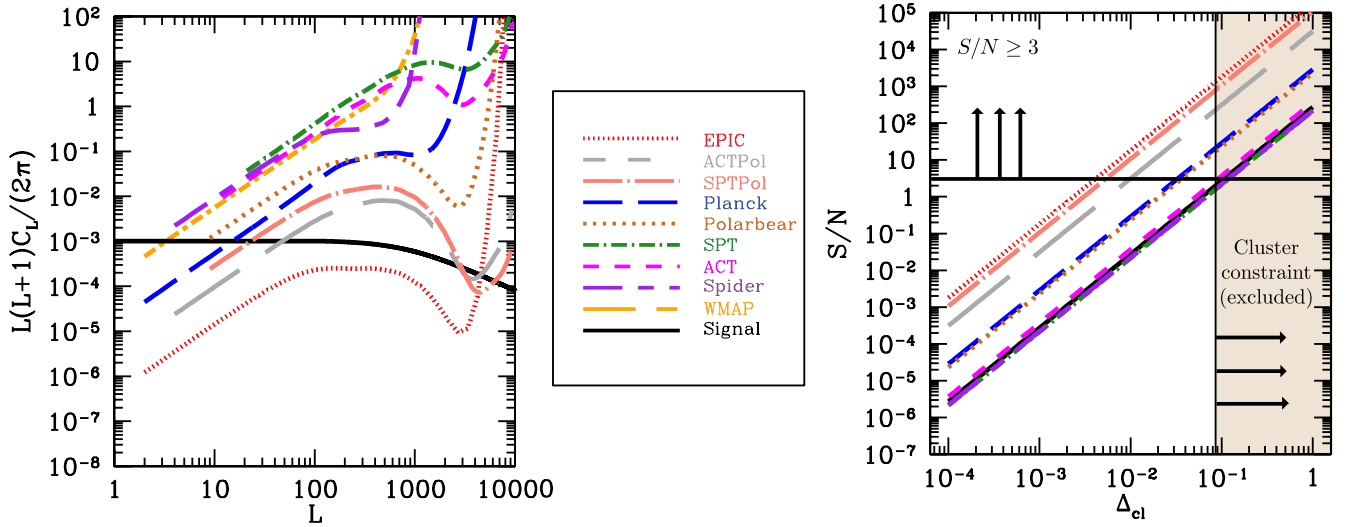 L(L+1)C_L/(2π)
10²
10
1
10⁻¹
10⁻²
10⁻³
10⁻⁴
10⁻⁵
10⁻⁶
10⁻⁷
10⁻⁸
1 10 100 1000 10000
L
EPIC
ACTPol
SPTPol
Planck
Polarbear
SPT
ACT
Spider
WMAP
Signal
S/N
10⁵
10⁴
10³
10²
10
1
10⁻¹
10⁻²
10⁻³
10⁻⁴
10⁻⁵
10⁻⁶
10⁻⁷
S/N ≥ 3
Cluster
constraint
(excluded)
10⁻⁴ 10⁻³ 10⁻² 10⁻¹ 1
Δ_cl